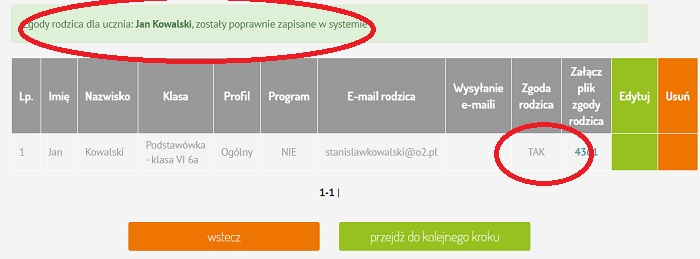 Zgody rodzica dla ucznia: Jan Kowalski, zostały poprawnie zapisane w systemie
Lp. Imię Nazwisko Klasa Profil Program E-mail rodzica Wysyłanie e-maili Zgoda rodzica Załącz plik zgody rodzica Edytuj Usuń
1 Jan Kowalski Podstawówka - klasa VI 6a Ogólny NIE stanislawkowalski@o2.pl TAK
1-1 |
wstecz przejdź do kolejnego kroku